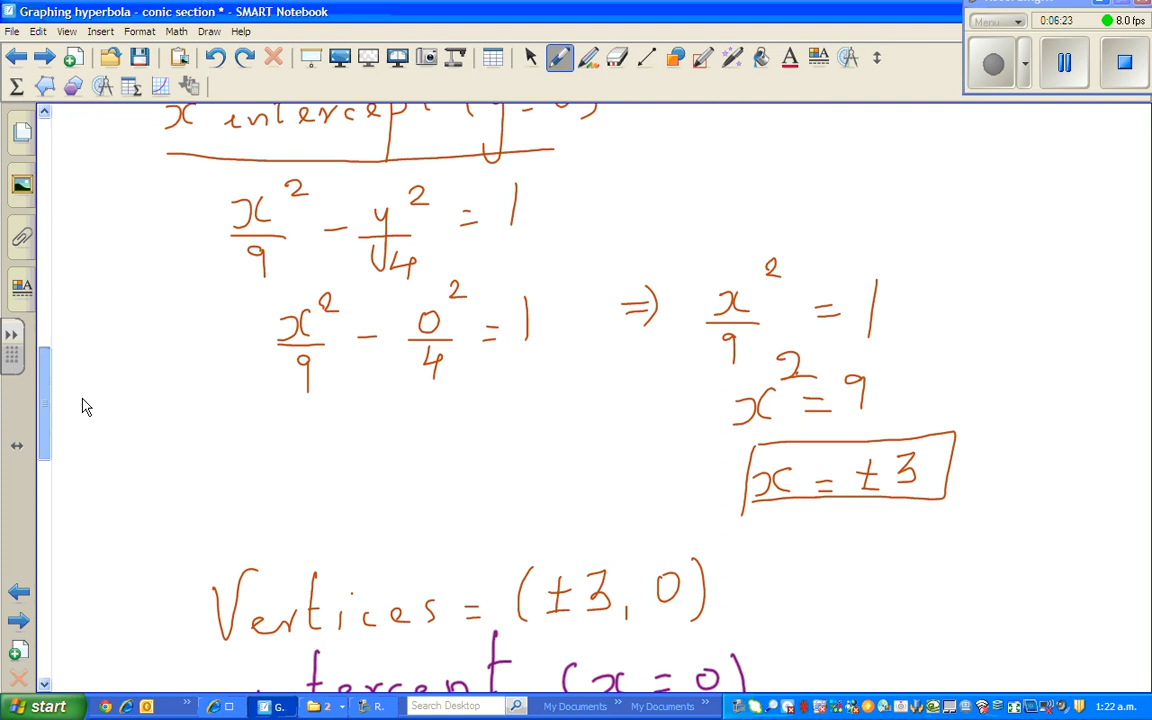 Graphing hyperbola - conic section * - SMART Notebook
Menu 0:06:23 8.0 fps
File Edit View Insert Format Math Draw Help
x intercept (y=0)
x²/9 - y²/4 = 1
x²/9 - 0²/4 = 1 ⇒ x²/9 = 1
x² = 9
x = ±3
Vertices = (±3, 0)
intercept (x = 0)
start G. 2 R. Search Desktop My Documents My Documents 1:22 a.m.